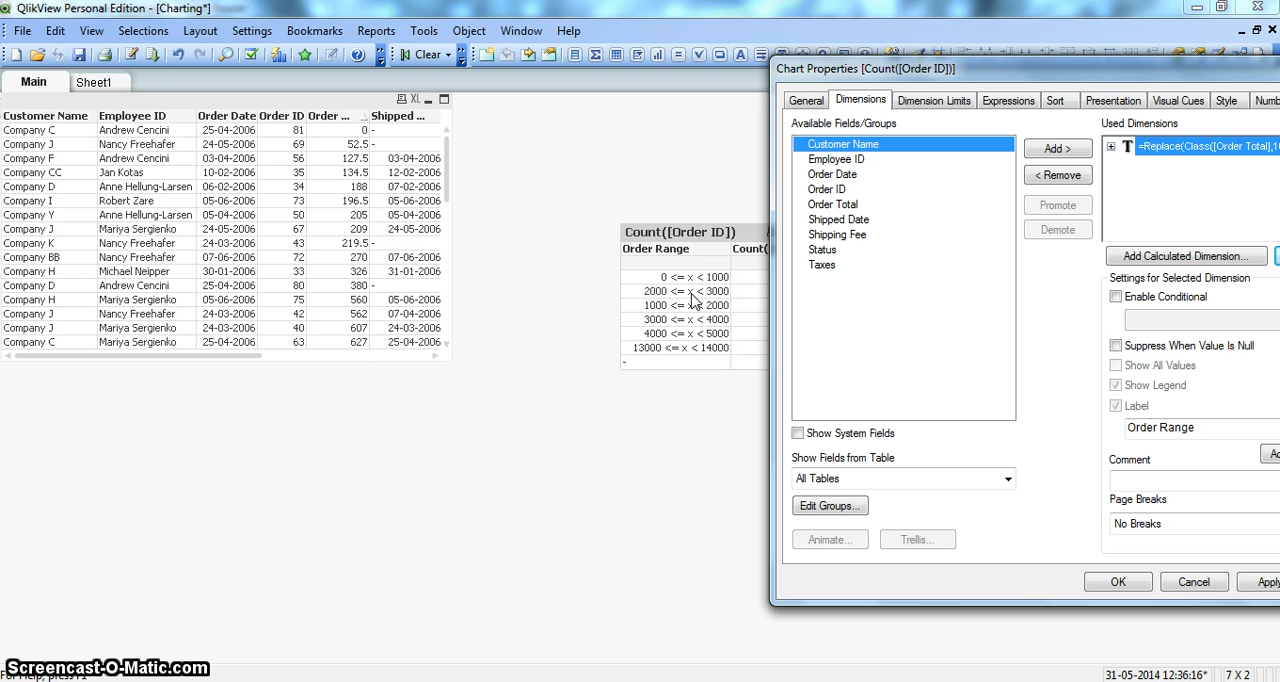 QlikView Personal Edition - [Charting*]
File Edit View Selections Layout Settings Bookmarks Reports Tools Object Window Help
Clear
Main Sheet1
XL
Customer Name Employee ID Order Date Order ID Order ... Shipped ...
Company C Andrew Cencini 25-04-2006 81 0 -
Company J Nancy Freehafer 24-05-2006 69 52.5 -
Company F Andrew Cencini 03-04-2006 56 127.5 03-04-2006
Company CC Jan Kotas 10-02-2006 35 134.5 12-02-2006
Company D Anne Hellung-Larsen 06-02-2006 34 188 07-02-2006
Company I Robert Zare 05-06-2006 73 196.5 05-06-2006
Company Y Anne Hellung-Larsen 05-04-2006 50 205 05-04-2006
Company J Mariya Sergienko 07-04-2006 67 209 24-05-2006
Company K Nancy Freehafer 24-03-2006 43 219.5 -
Company BB Nancy Freehafer 07-06-2006 72 270 07-06-2006
Company H Michael Neipper 30-01-2006 33 326 31-01-2006
Company D Andrew Cencini 25-04-2006 80 380 -
Company H Mariya Sergienko 05-06-2006 75 560 05-06-2006
Company J Nancy Freehafer 24-03-2006 42 562 07-04-2006
Company J Mariya Sergienko 24-03-2006 40 607 24-03-2006
Company C Mariya Sergienko 25-04-2006 63 627 25-04-2006
Count([Order ID])
Order Range Count(
0 <= x < 1000
2000 <= x < 3000
1000 <= x < 2000
3000 <= x < 4000
4000 <= x < 5000
13000 <= x < 14000
-
Chart Properties [Count([Order ID])]
General Dimensions Dimension Limits Expressions Sort Presentation Visual Cues Style Numb
Available Fields/Groups
Customer Name
Employee ID
Order Date
Order ID
Order Total
Shipped Date
Shipping Fee
Status
Taxes
Add >
< Remove
Promote
Demote
Used Dimensions
T =Replace(Class([Order Total],10
Add Calculated Dimension...
Settings for Selected Dimension
Enable Conditional
Suppress When Value Is Null
Show All Values
Show Legend
Label
Order Range
Comment
Page Breaks
No Breaks
Show System Fields
Show Fields from Table
All Tables
Edit Groups...
Animate... Trellis...
OK Cancel Apply
Screencast-O-Matic.com
31-05-2014 12:36:16* 7 X 2